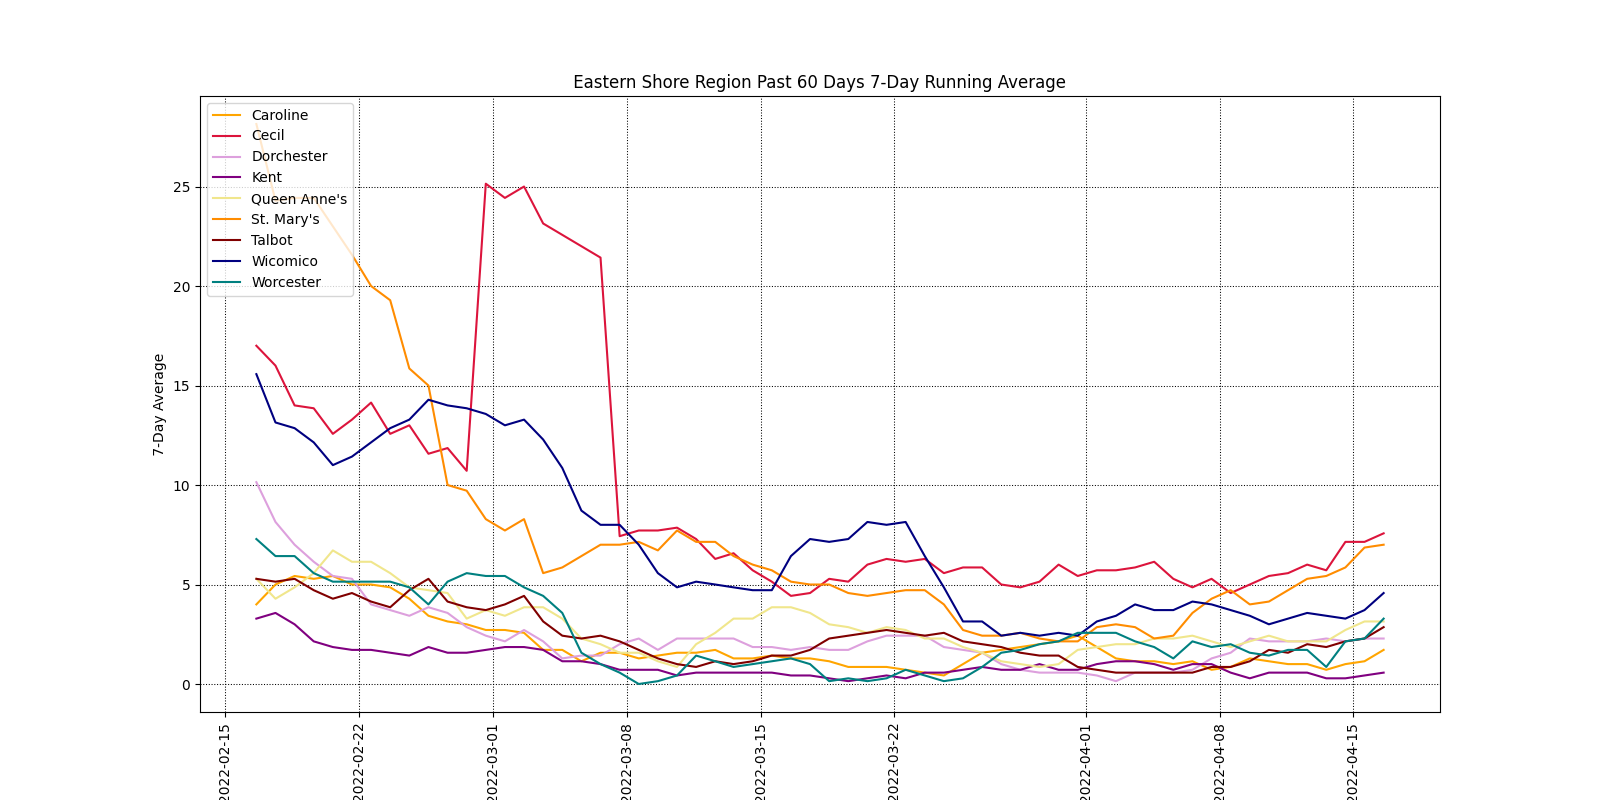 Eastern Shore Region Past 60 Days 7-Day Running Average
Caroline
Cecil
Dorchester
Kent
Queen Anne's
St. Mary's
Talbot
Wicomico
Worcester
7-Day Average
25
20
15
10
5
0
2022-02-15
2022-02-22
2022-03-01
2022-03-08
2022-03-15
2022-03-22
2022-04-01
2022-04-08
2022-04-15